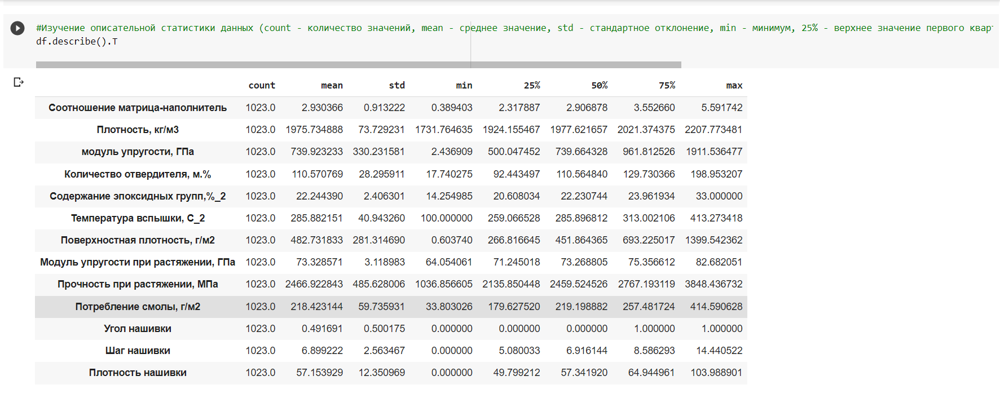 #Изучение описательной статистики данных (count - количество значений, mean - среднее значение, std - стандартное отклонение, min - минимум, 25% - верхнее значение первого квар
df.describe().T
count mean std min 25% 50% 75% max
Соотношение матрица-наполнитель 1023.0 2.930366 0.913222 0.389403 2.317887 2.906878 3.552660 5.591742
Плотность, кг/м3 1023.0 1975.734888 73.729231 1731.764635 1924.155467 1977.621657 2021.374375 2207.773481
модуль упругости, ГПа 1023.0 739.923233 330.231581 2.436909 500.047452 739.664328 961.812526 1911.536477
Количество отвердителя, м.% 1023.0 110.570769 28.295911 17.740275 92.443497 110.564840 129.730366 198.953207
Содержание эпоксидных групп,%_2 1023.0 22.244390 2.406301 14.254985 20.608034 22.230744 23.961934 33.000000
Температура вспышки, С_2 1023.0 285.882151 40.943260 100.000000 259.066528 285.896812 313.002106 413.273418
Поверхностная плотность, г/м2 1023.0 482.731833 281.314690 0.603740 266.816645 451.864365 693.225017 1399.542362
Модуль упругости при растяжении, ГПа 1023.0 73.328571 3.118983 64.054061 71.245018 73.268805 75.356612 82.682051
Прочность при растяжении, МПа 1023.0 2466.922843 485.628006 1036.856605 2135.850448 2459.524526 2767.193119 3848.436732
Потребление смолы, г/м2 1023.0 218.423144 59.735931 33.803026 179.627520 219.198882 257.481724 414.590628
Угол нашивки 1023.0 0.491691 0.500175 0.000000 0.000000 0.000000 1.000000 1.000000
Шаг нашивки 1023.0 6.899222 2.563467 0.000000 5.080033 6.916144 8.586293 14.440522
Плотность нашивки 1023.0 57.153929 12.350969 0.000000 49.799212 57.341920 64.944961 103.988901